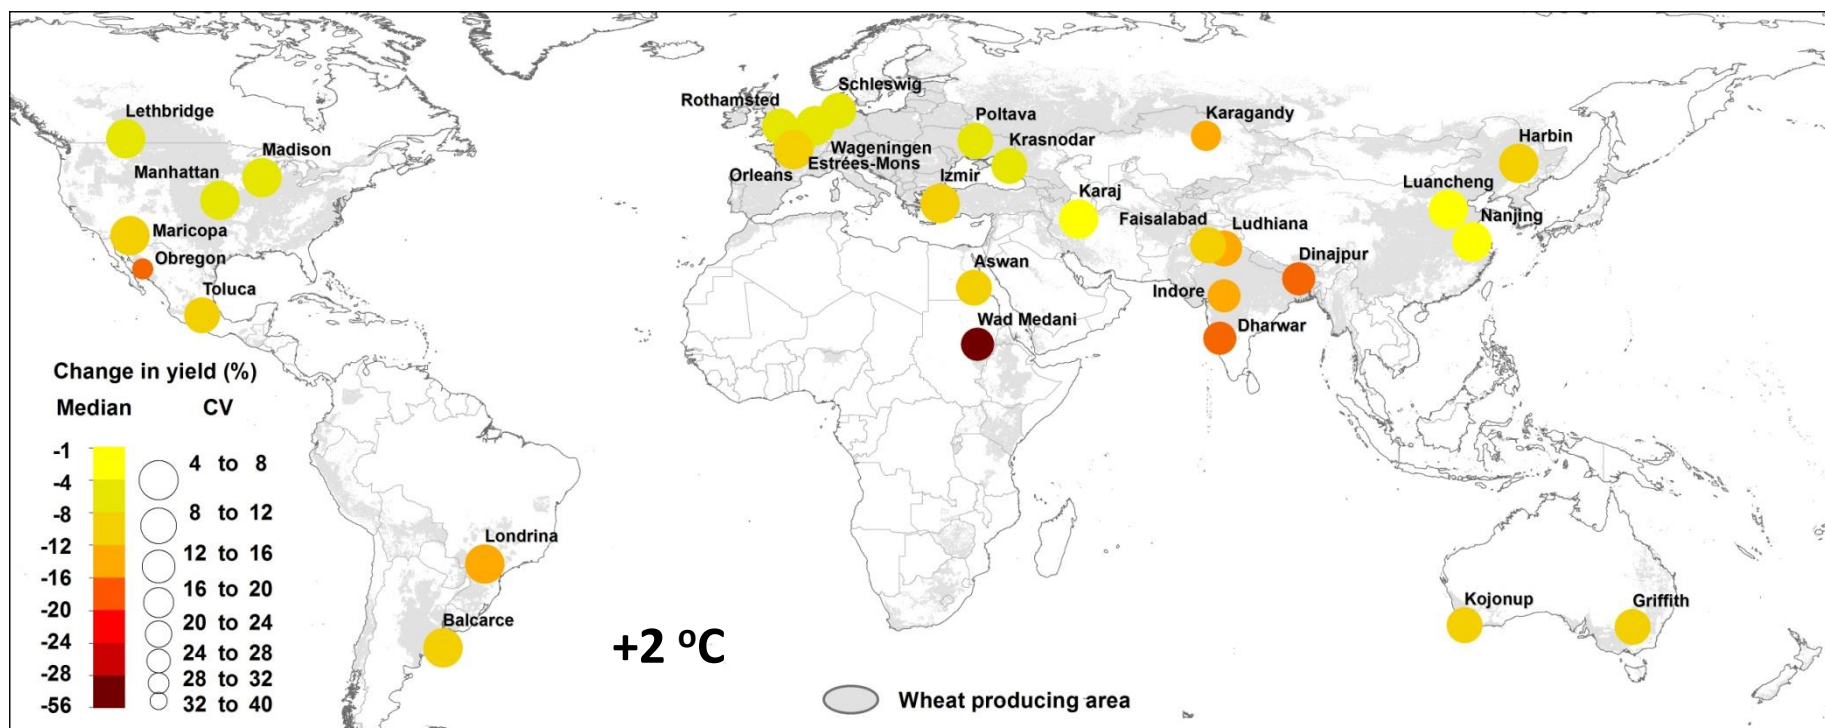 Schleswig
Rothamsted
Lethbridge
Poltava
Karagandy
Harbin
Krasnodar
Madison
Wageningen
Manhattan
Estrées-Mons
Orleans
Izmir
Karaj
Luancheng
Nanjing
Faisalabad
Ludhiana
Maricopa
Dinajpur
Obregon
Aswan
Toluca
Indore
Wad Medani
Dharwar
Change in yield (%)
Median CV
-1
4 to 8
-4
8 to 12
-8
12 to 16
-12
16 to 20
-16
20 to 24
-20
24 to 28
-24
28 to 32
-28
32 to 40
-56
Londrina
Balcarce
Kojonup
Griffith
+2 ºC
Wheat producing area